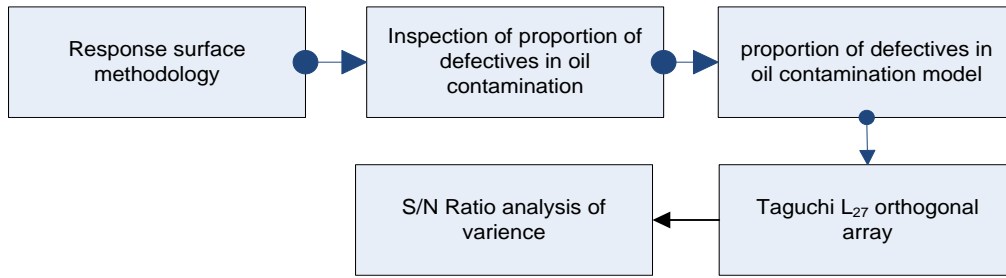 Response surface
methodology
Inspection of proportion of
defectives in oil
contamination
proportion of defectives in
oil contamination model
Taguchi L27 orthogonal
array
S/N Ratio analysis of
varience